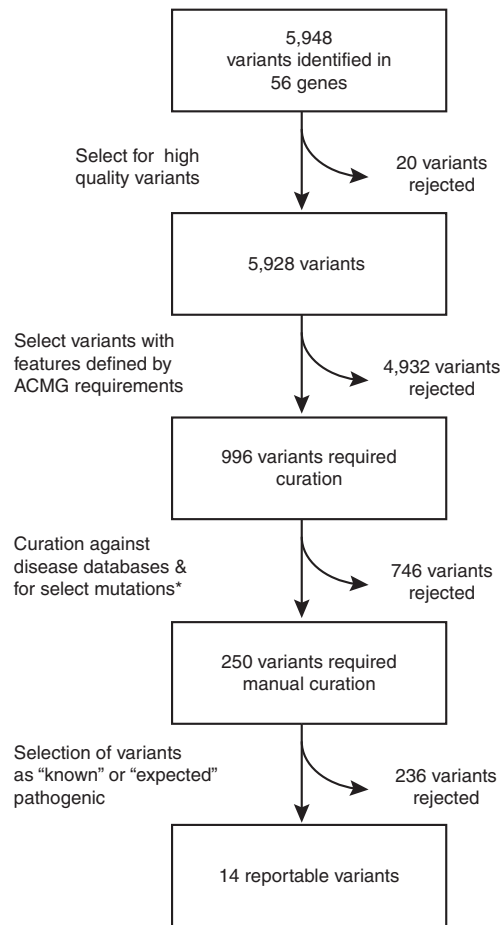 5,948
variants identified in
56 genes
Select for high
quality variants
20 variants
rejected
5,928 variants
Select variants with
features defined by
ACMG requirements
4,932 variants
rejected
996 variants required
curation
Curation against
disease databases &
for select mutations*
746 variants
rejected
250 variants required
manual curation
Selection of variants
as “known” or “expected”
pathogenic
236 variants
rejected
14 reportable variants